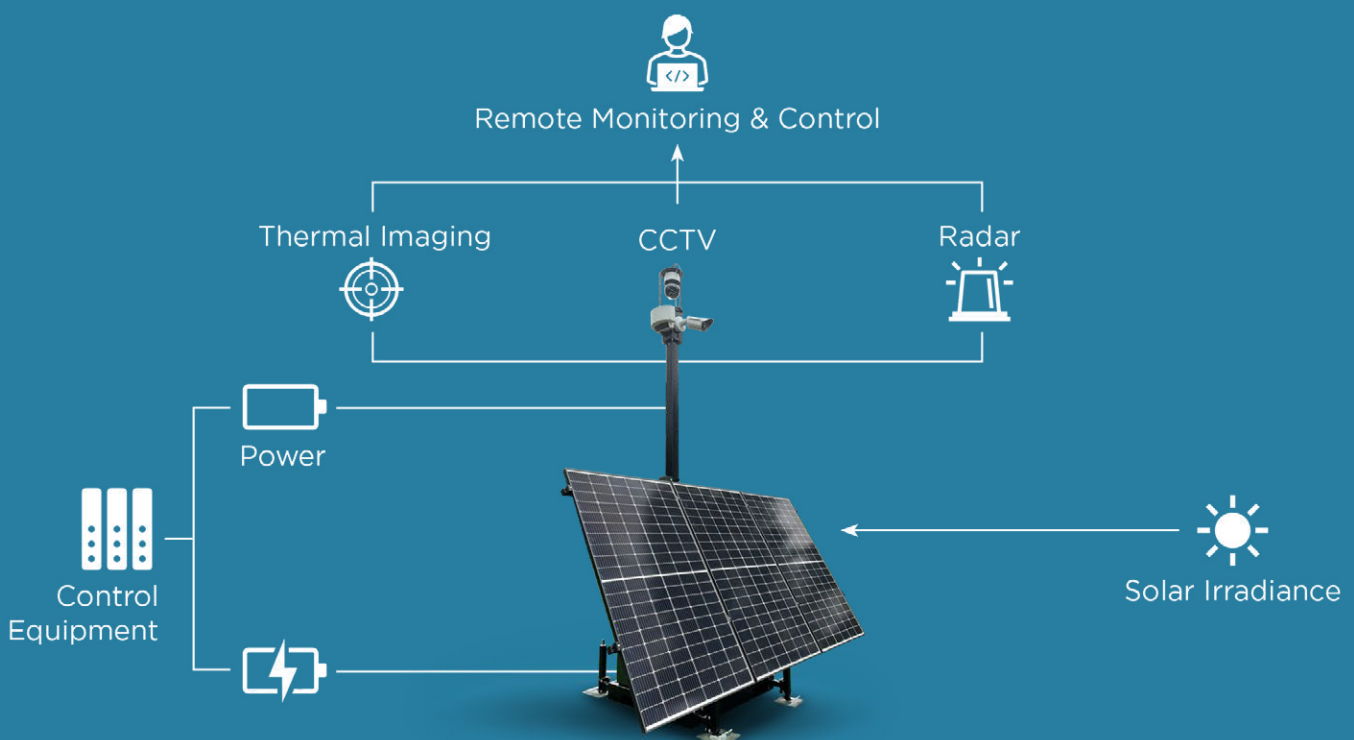 </>
Remote Monitoring & Control
Thermal Imaging
CCTV
Radar
Power
Control
Equipment
Solar Irradiance